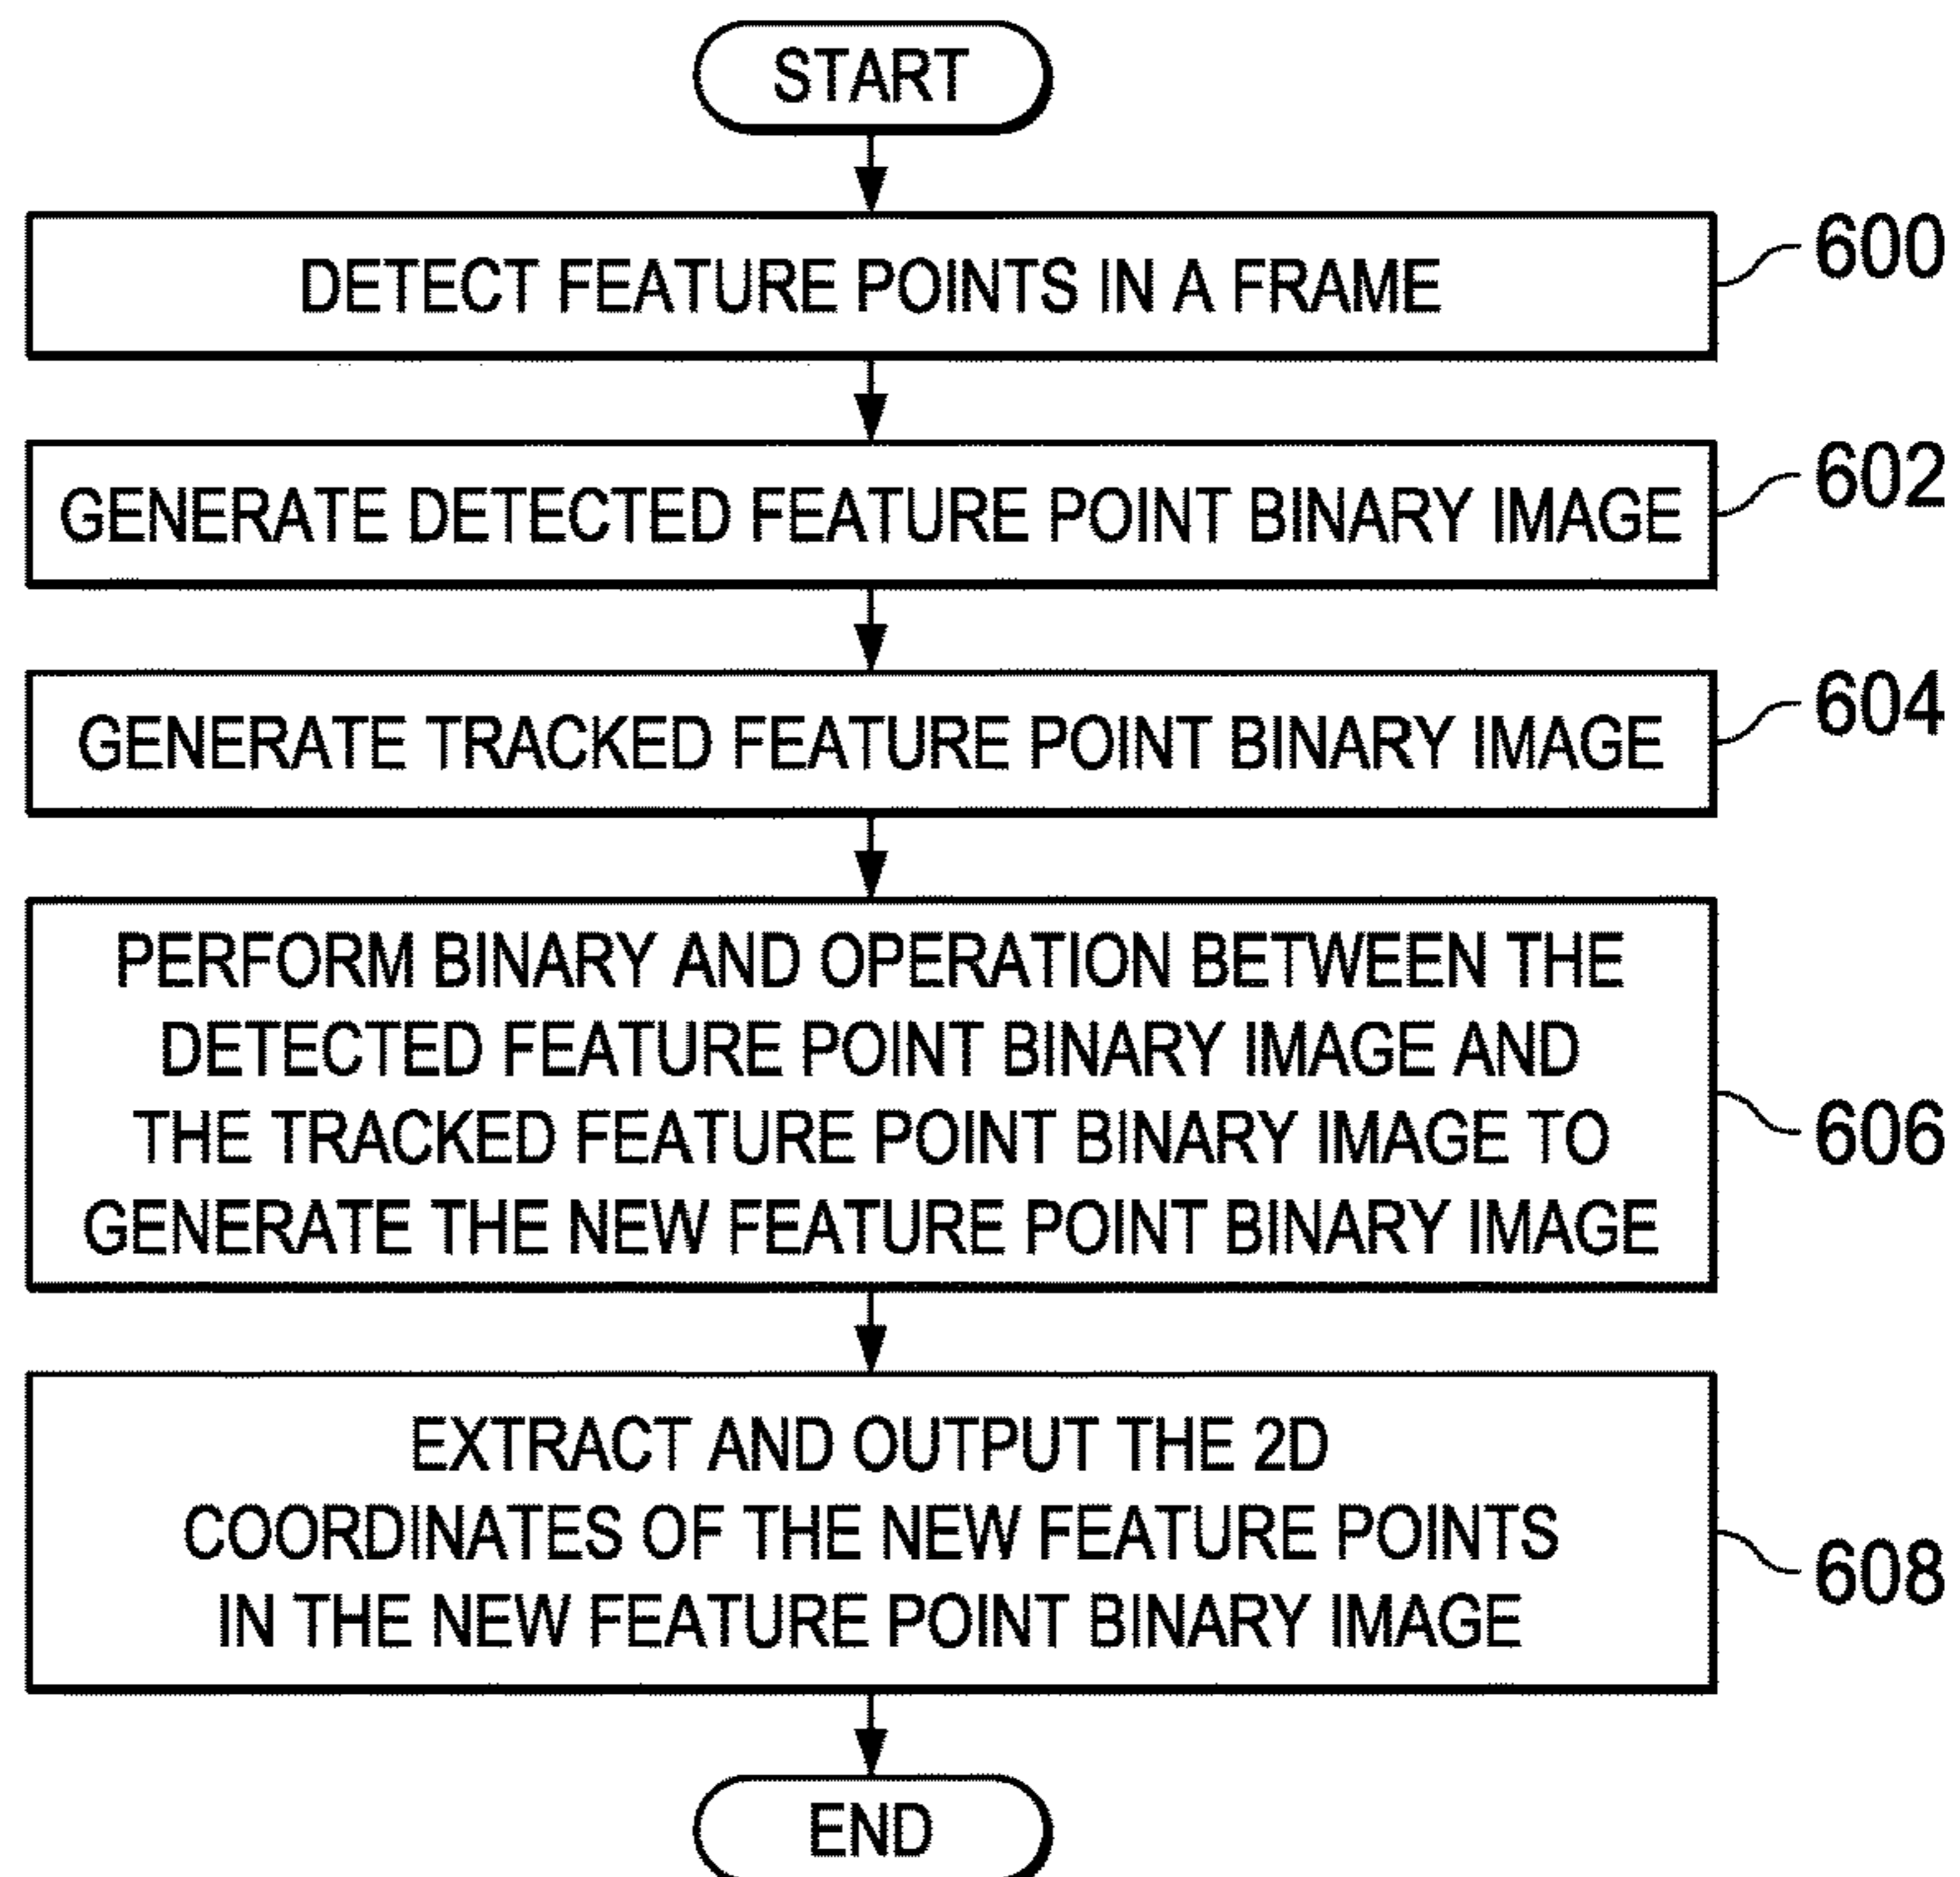 START
DETECT FEATURE POINTS IN A FRAME
600
GENERATE DETECTED FEATURE POINT BINARY IMAGE
602
GENERATE TRACKED FEATURE POINT BINARY IMAGE
604
PERFORM BINARY AND OPERATION BETWEEN THE
DETECTED FEATURE POINT BINARY IMAGE AND
THE TRACKED FEATURE POINT BINARY IMAGE TO
GENERATE THE NEW FEATURE POINT BINARY IMAGE
606
EXTRACT AND OUTPUT THE 2D
COORDINATES OF THE NEW FEATURE POINTS
IN THE NEW FEATURE POINT BINARY IMAGE
608
END